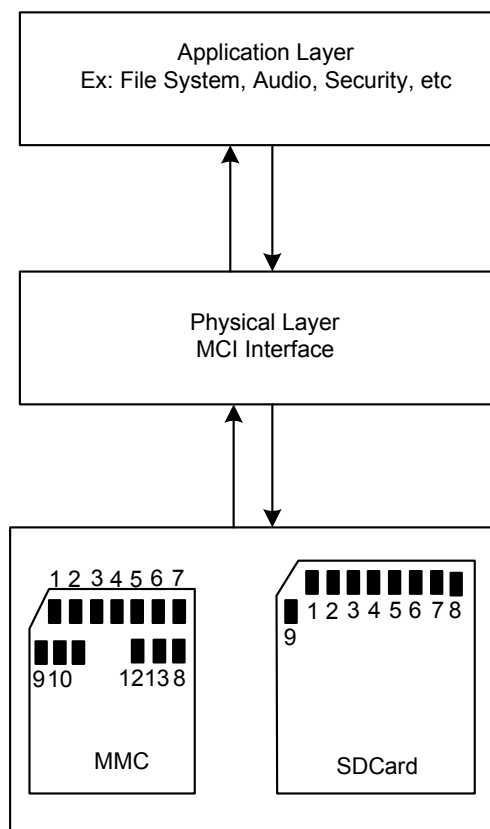 Application Layer
Ex: File System, Audio, Security, etc
Physical Layer
MCI Interface
1 2 3 4 5 6 7
9 10 12 13 8
MMC
1 2 3 4 5 6 7 8
9
SDCard